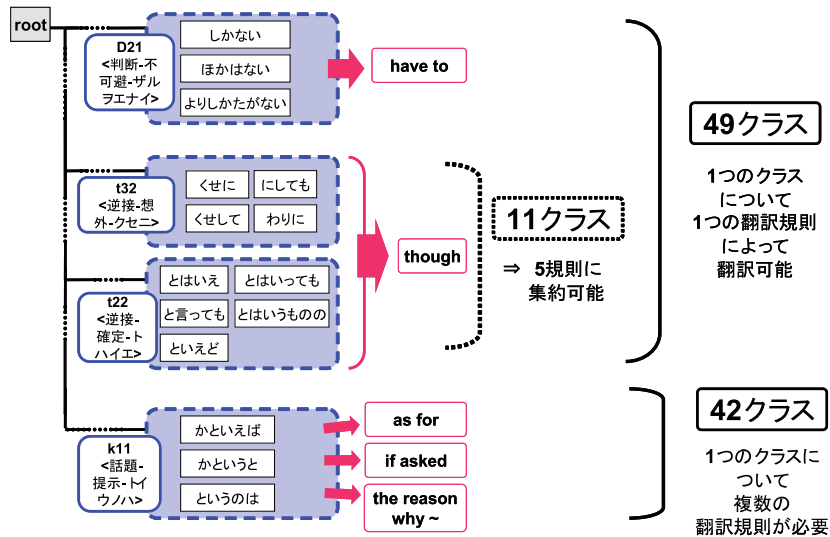 root
D21
<判断-不
可避-ザル
ヲエナイ>
しかない
ほかはない
よりしかたがない
have to
t32
<逆接-想
外-クセニ>
くせに
にしても
くせして
わりに
t22
<逆接-
確定-ト
ハイエ>
とはいえ
とはいっても
と言っても
とはいうものの
といえど
though
11クラス
⇒ 5規則に
集約可能
49クラス
1つのクラス
について
1つの翻訳規則
によって
翻訳可能
k11
<話題-
提示-トイ
ウノハ>
かといえば
かというと
というのは
as for
if asked
the reason
why ~
42クラス
1つのクラスに
ついて
複数の
翻訳規則が必要